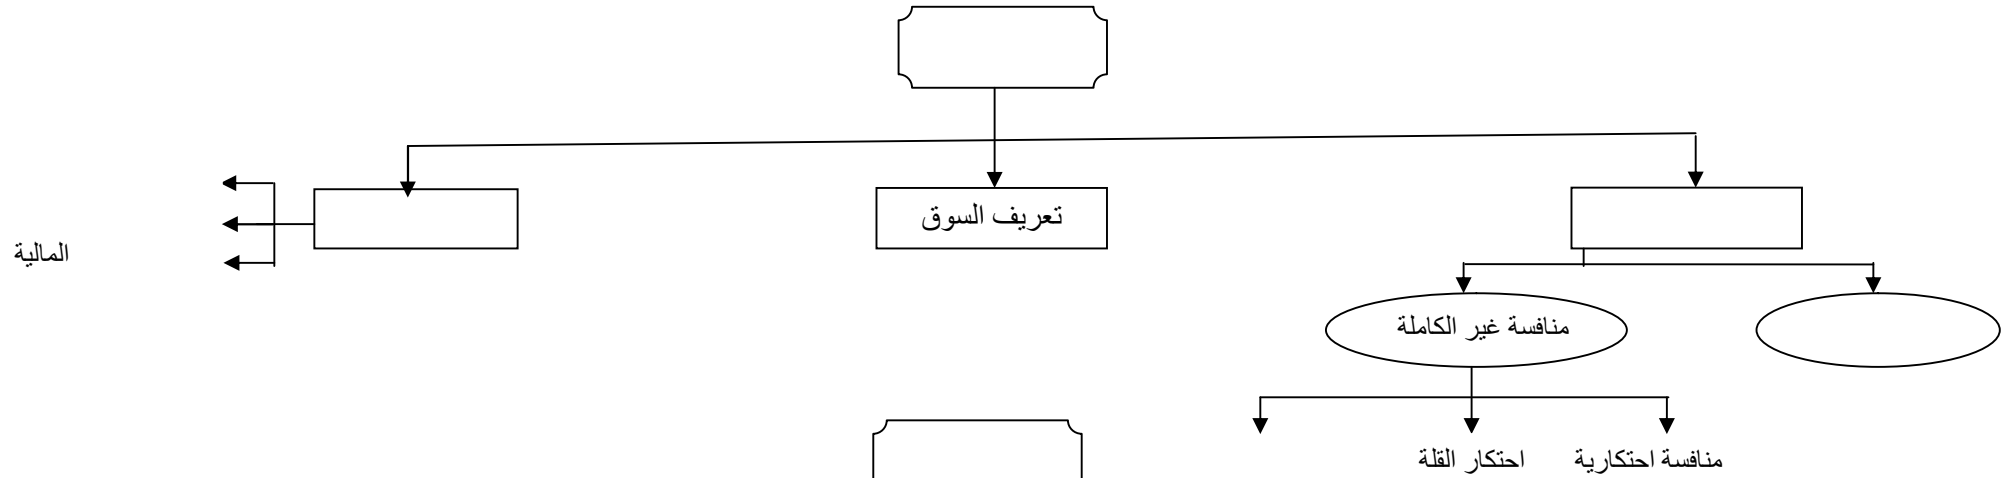 تعريف السوق
المالية
منافسة غير الكاملة
منافسة احتكارية
احتكار القلة